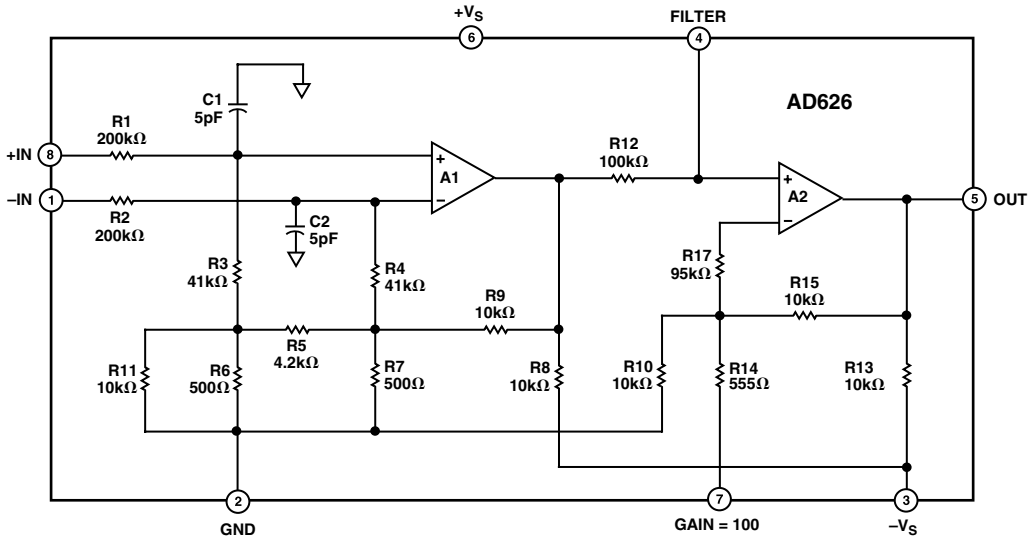 +VS
6
FILTER
4
AD626
C1
5pF
R1
200kΩ
+IN
8
R12
100kΩ
+
A1
–
+
A2
–
5
OUT
–IN
1
R2
200kΩ
C2
5pF
R17
95kΩ
R3
41kΩ
R4
41kΩ
R9
10kΩ
R15
10kΩ
R5
4.2kΩ
R11
10kΩ
R6
500Ω
R7
500Ω
R8
10kΩ
R10
10kΩ
R14
555Ω
R13
10kΩ
2
GND
7
GAIN = 100
3
–VS